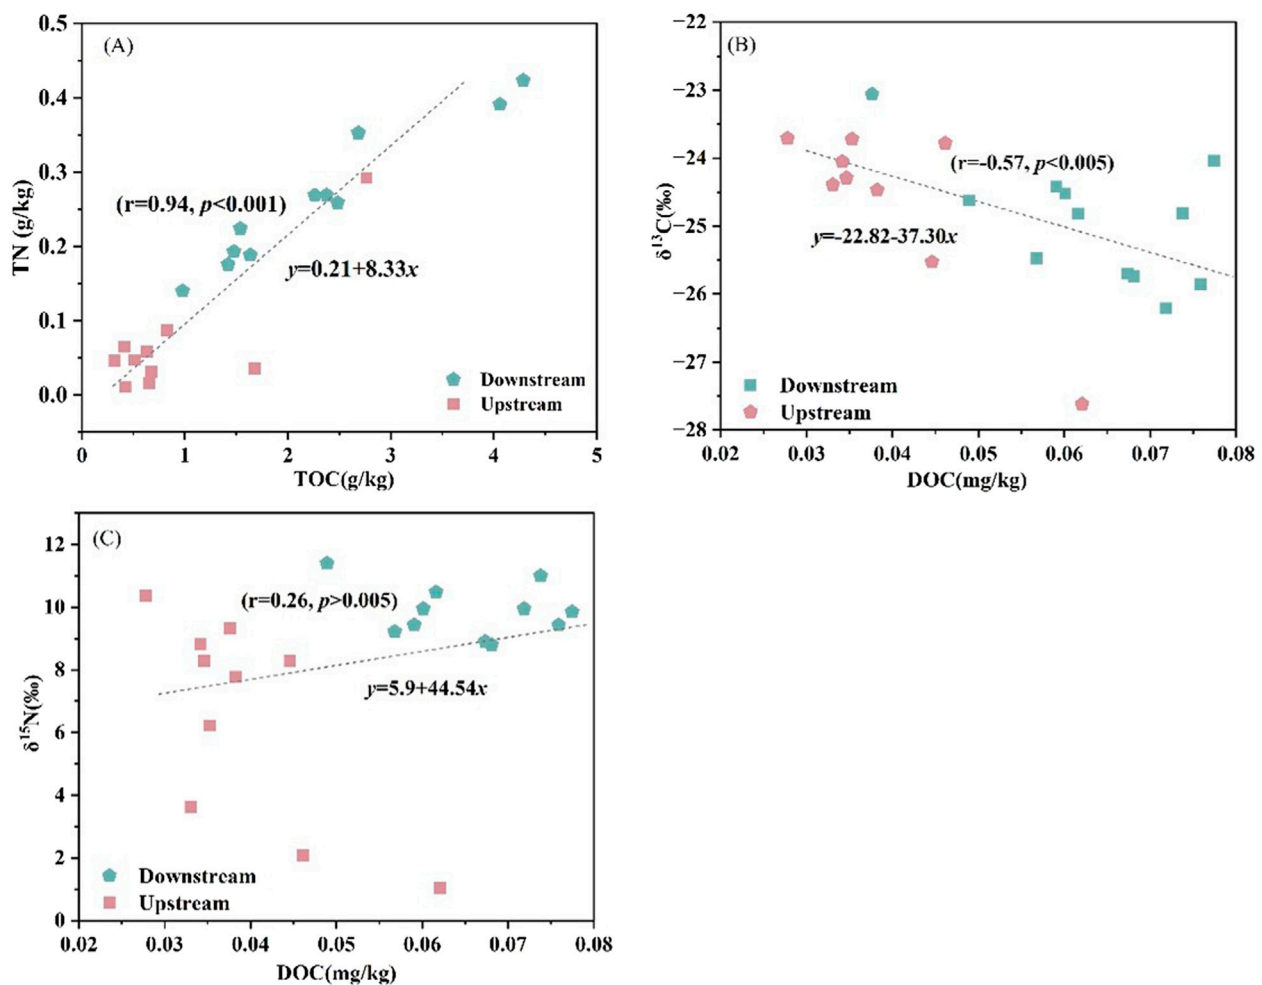 (A)
0.5
0.4
0.3
0.2
0.1
0.0
TN (g/kg)
(r=0.94, p<0.001)
y=0.21+8.33x
Downstream
Upstream
0 1 2 3 4 5
TOC(g/kg)
(B)
−22
−23
−24
−25
−26
−27
−28
δ¹³C(‰)
(r=-0.57, p<0.005)
y=-22.82-37.30x
Downstream
Upstream
0.02 0.03 0.04 0.05 0.06 0.07 0.08
DOC(mg/kg)
(C)
12
10
8
6
4
2
0
δ¹⁵N(‰)
(r=0.26, p>0.005)
y=5.9+44.54x
Downstream
Upstream
0.02 0.03 0.04 0.05 0.06 0.07 0.08
DOC(mg/kg)